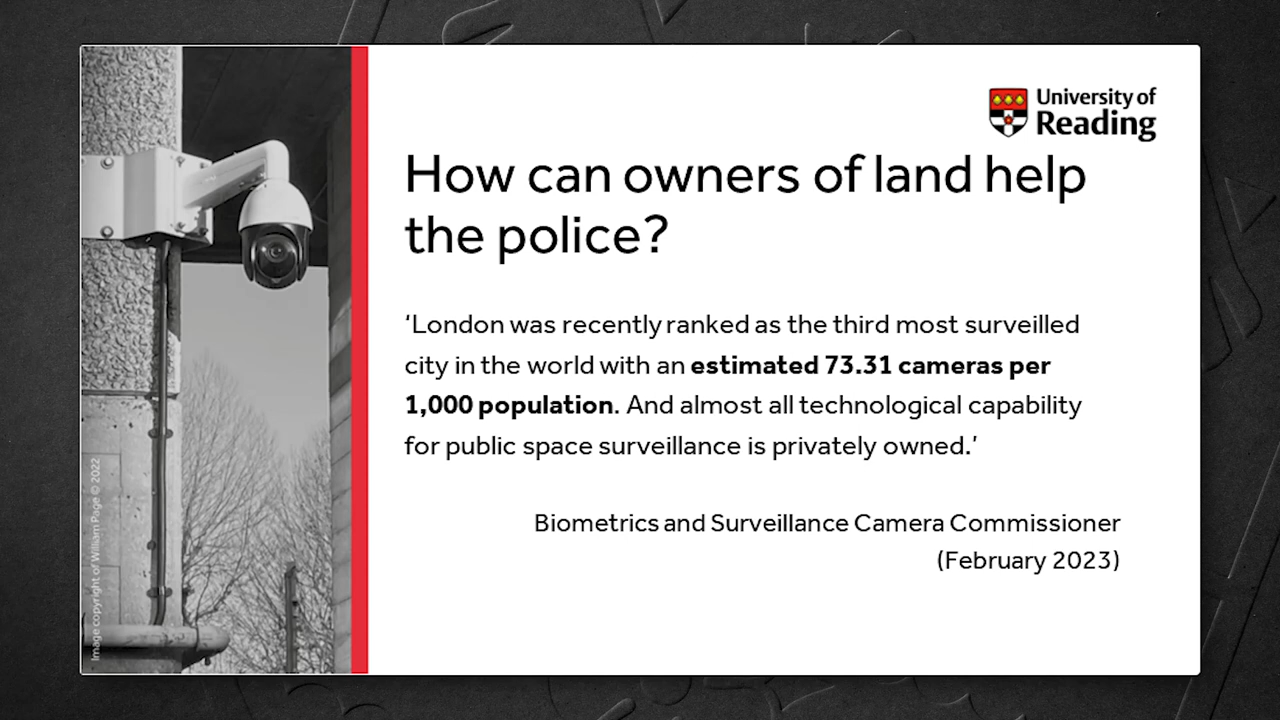 University of
Reading
How can owners of land help
the police?
‘London was recently ranked as the third most surveilled
city in the world with an estimated 73.31 cameras per
1,000 population. And almost all technological capability
for public space surveillance is privately owned.’
Biometrics and Surveillance Camera Commissioner
(February 2023)
Image copyright of William Page © 2022